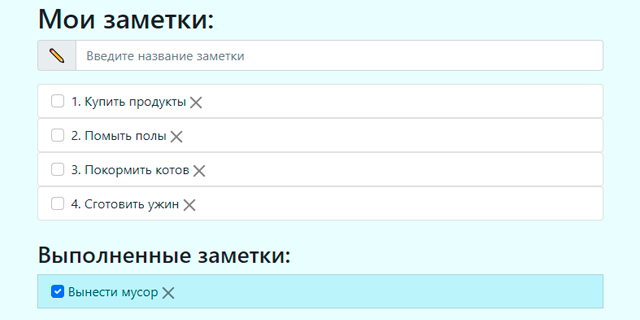 Мои заметки:
Введите название заметки
1. Купить продукты
2. Помыть полы
3. Покормить котов
4. Сготовить ужин
Выполненные заметки:
Вынести мусор